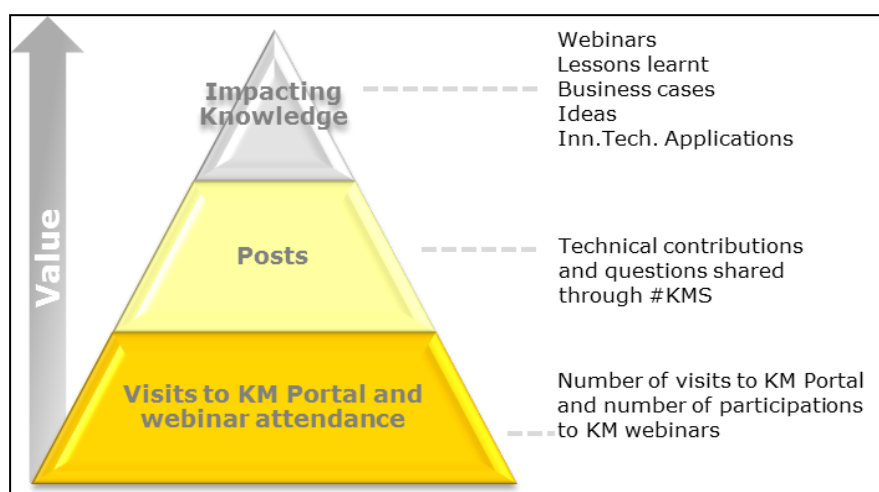 Value
Impacting
Knowledge
Webinars
Lessons learnt
Business cases
Ideas
Inn.Tech. Applications
Posts
Technical contributions
and questions shared
through #KMS
Visits to KM Portal and
webinar attendance
Number of visits to KM Portal
and number of participations
to KM webinars